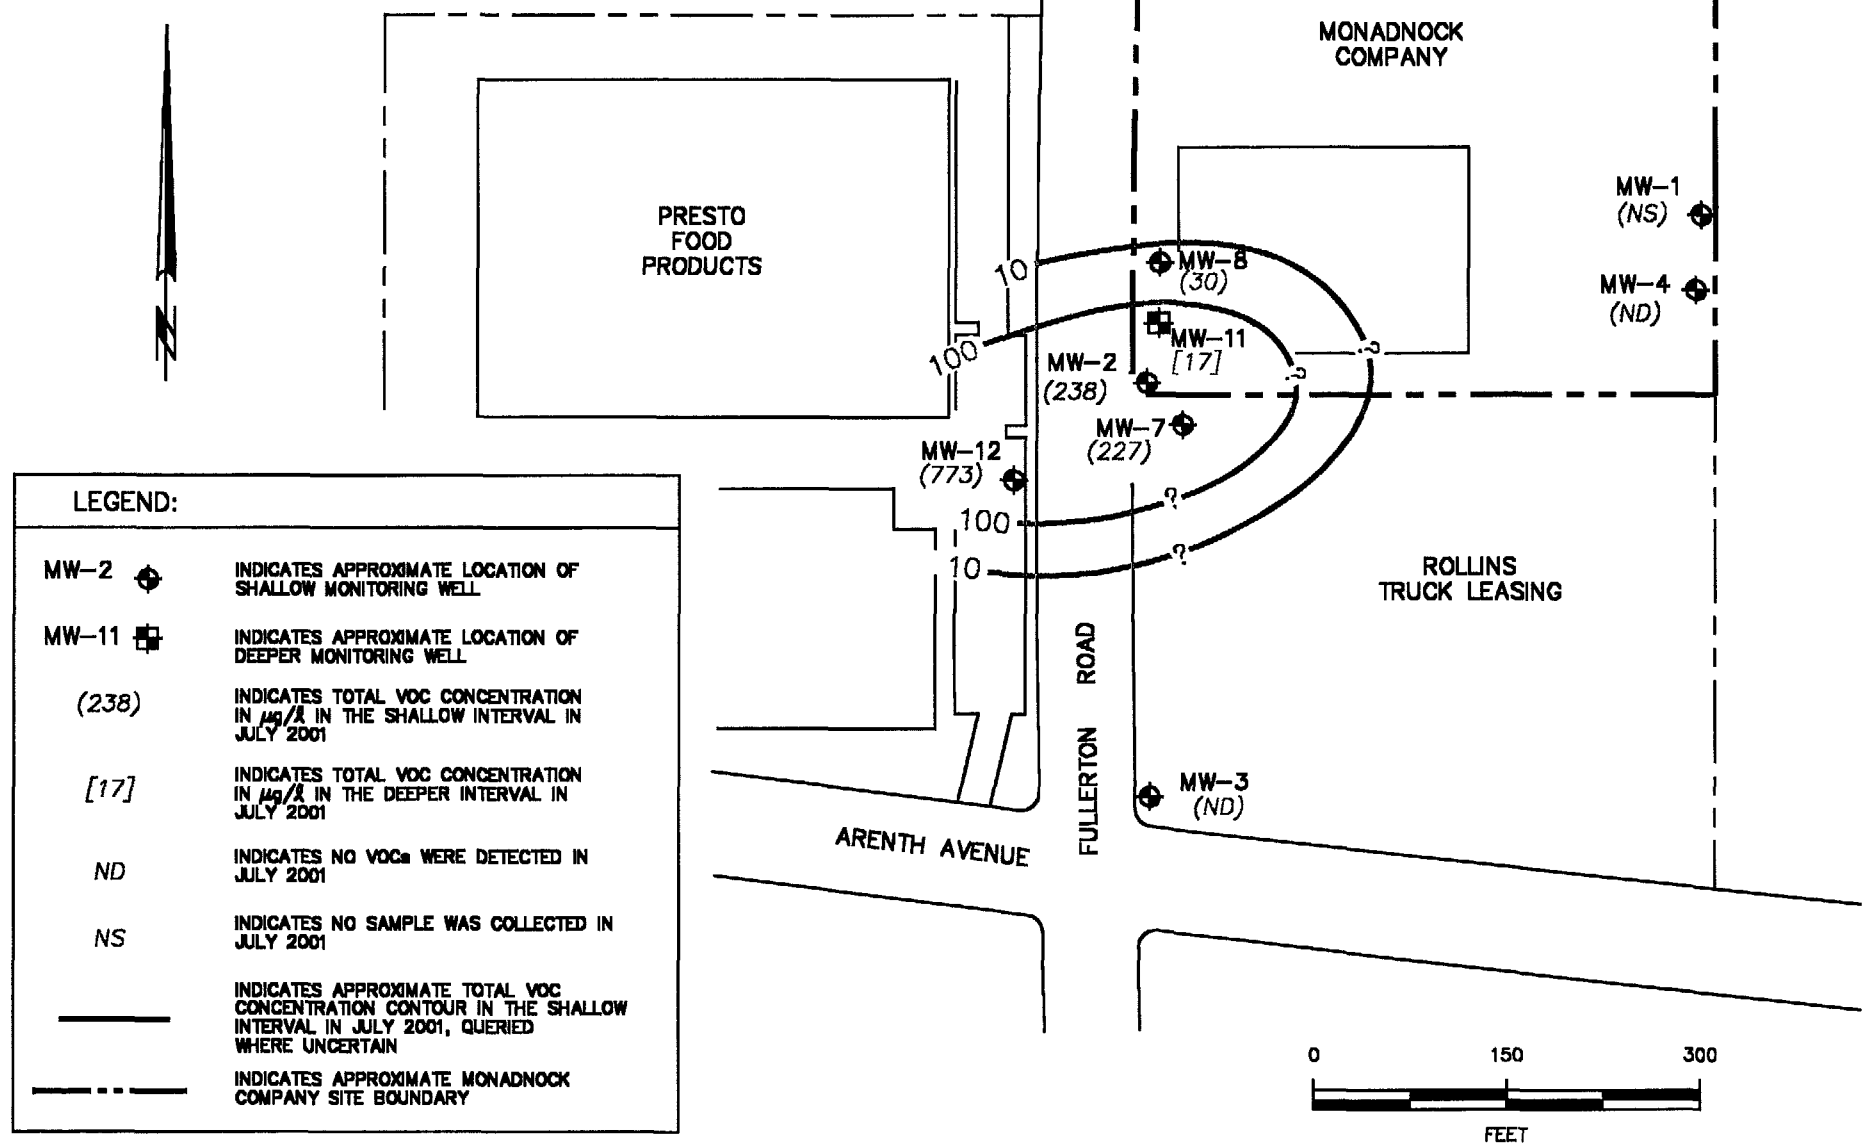 MONADNOCK
COMPANY
PRESTO
FOOD
PRODUCTS
MW-1
(NS)
MW-4
(ND)
10
MW-8
(30)
100
MW-11
[17]
MW-2
(238)
?
?
MW-7
(227)
MW-12
(773)
100
?
10
?
ROLLINS
TRUCK LEASING
FULLERTON ROAD
MW-3
(ND)
ARENTH AVENUE
N
LEGEND:
MW-2
INDICATES APPROXIMATE LOCATION OF
SHALLOW MONITORING WELL
MW-11
INDICATES APPROXIMATE LOCATION OF
DEEPER MONITORING WELL
(238)
INDICATES TOTAL VOC CONCENTRATION
IN µg/ℓ IN THE SHALLOW INTERVAL IN
JULY 2001
[17]
INDICATES TOTAL VOC CONCENTRATION
IN µg/ℓ IN THE DEEPER INTERVAL IN
JULY 2001
ND
INDICATES NO VOCs WERE DETECTED IN
JULY 2001
NS
INDICATES NO SAMPLE WAS COLLECTED IN
JULY 2001
INDICATES APPROXIMATE TOTAL VOC
CONCENTRATION CONTOUR IN THE SHALLOW
INTERVAL IN JULY 2001, QUERIED
WHERE UNCERTAIN
INDICATES APPROXIMATE MONADNOCK
COMPANY SITE BOUNDARY
0 150 300
FEET